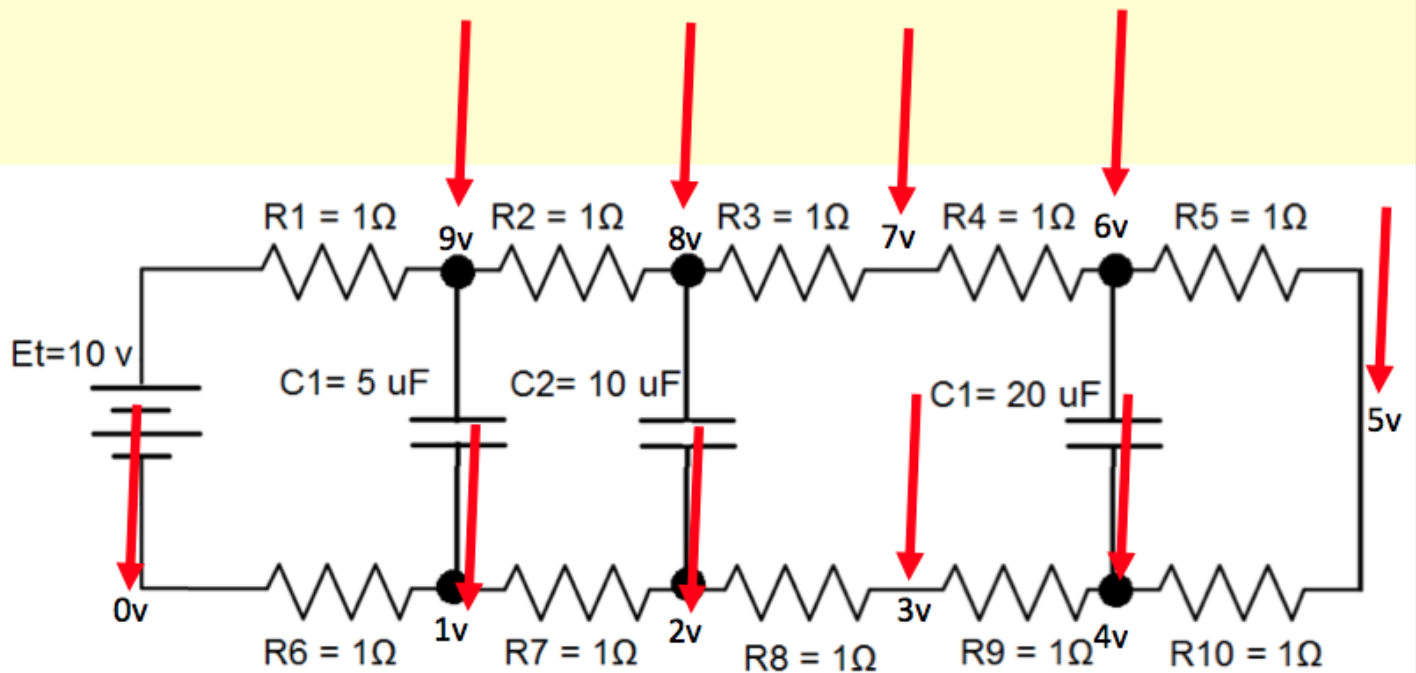 R1 = 1Ω
R2 = 1Ω
R3 = 1Ω
R4 = 1Ω
R5 = 1Ω
9v
8v
7v
6v
Et=10 v
C1= 5 uF
C2= 10 uF
C1= 20 uF
5v
0v
1v
2v
3v
4v
R6 = 1Ω
R7 = 1Ω
R8 = 1Ω
R9 = 1Ω
R10 = 1Ω